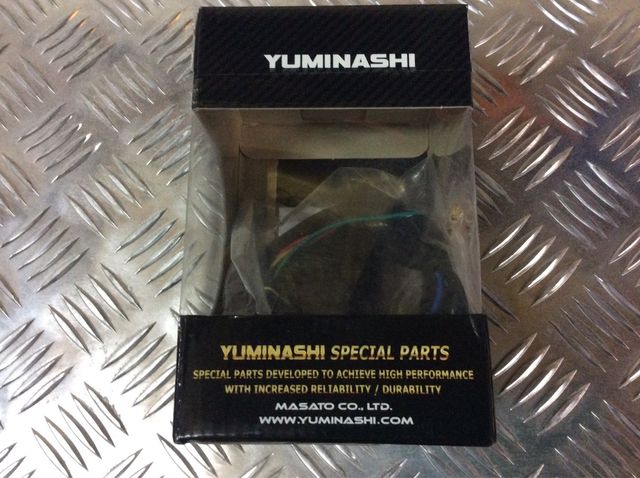 YUMINASHI
YUMINASHI SPECIAL PARTS
SPECIAL PARTS DEVELOPED TO ACHIEVE HIGH PERFORMANCE
WITH INCREASED RELIABILITY / DURABILITY
MASATO CO., LTD.
WWW.YUMINASHI.COM